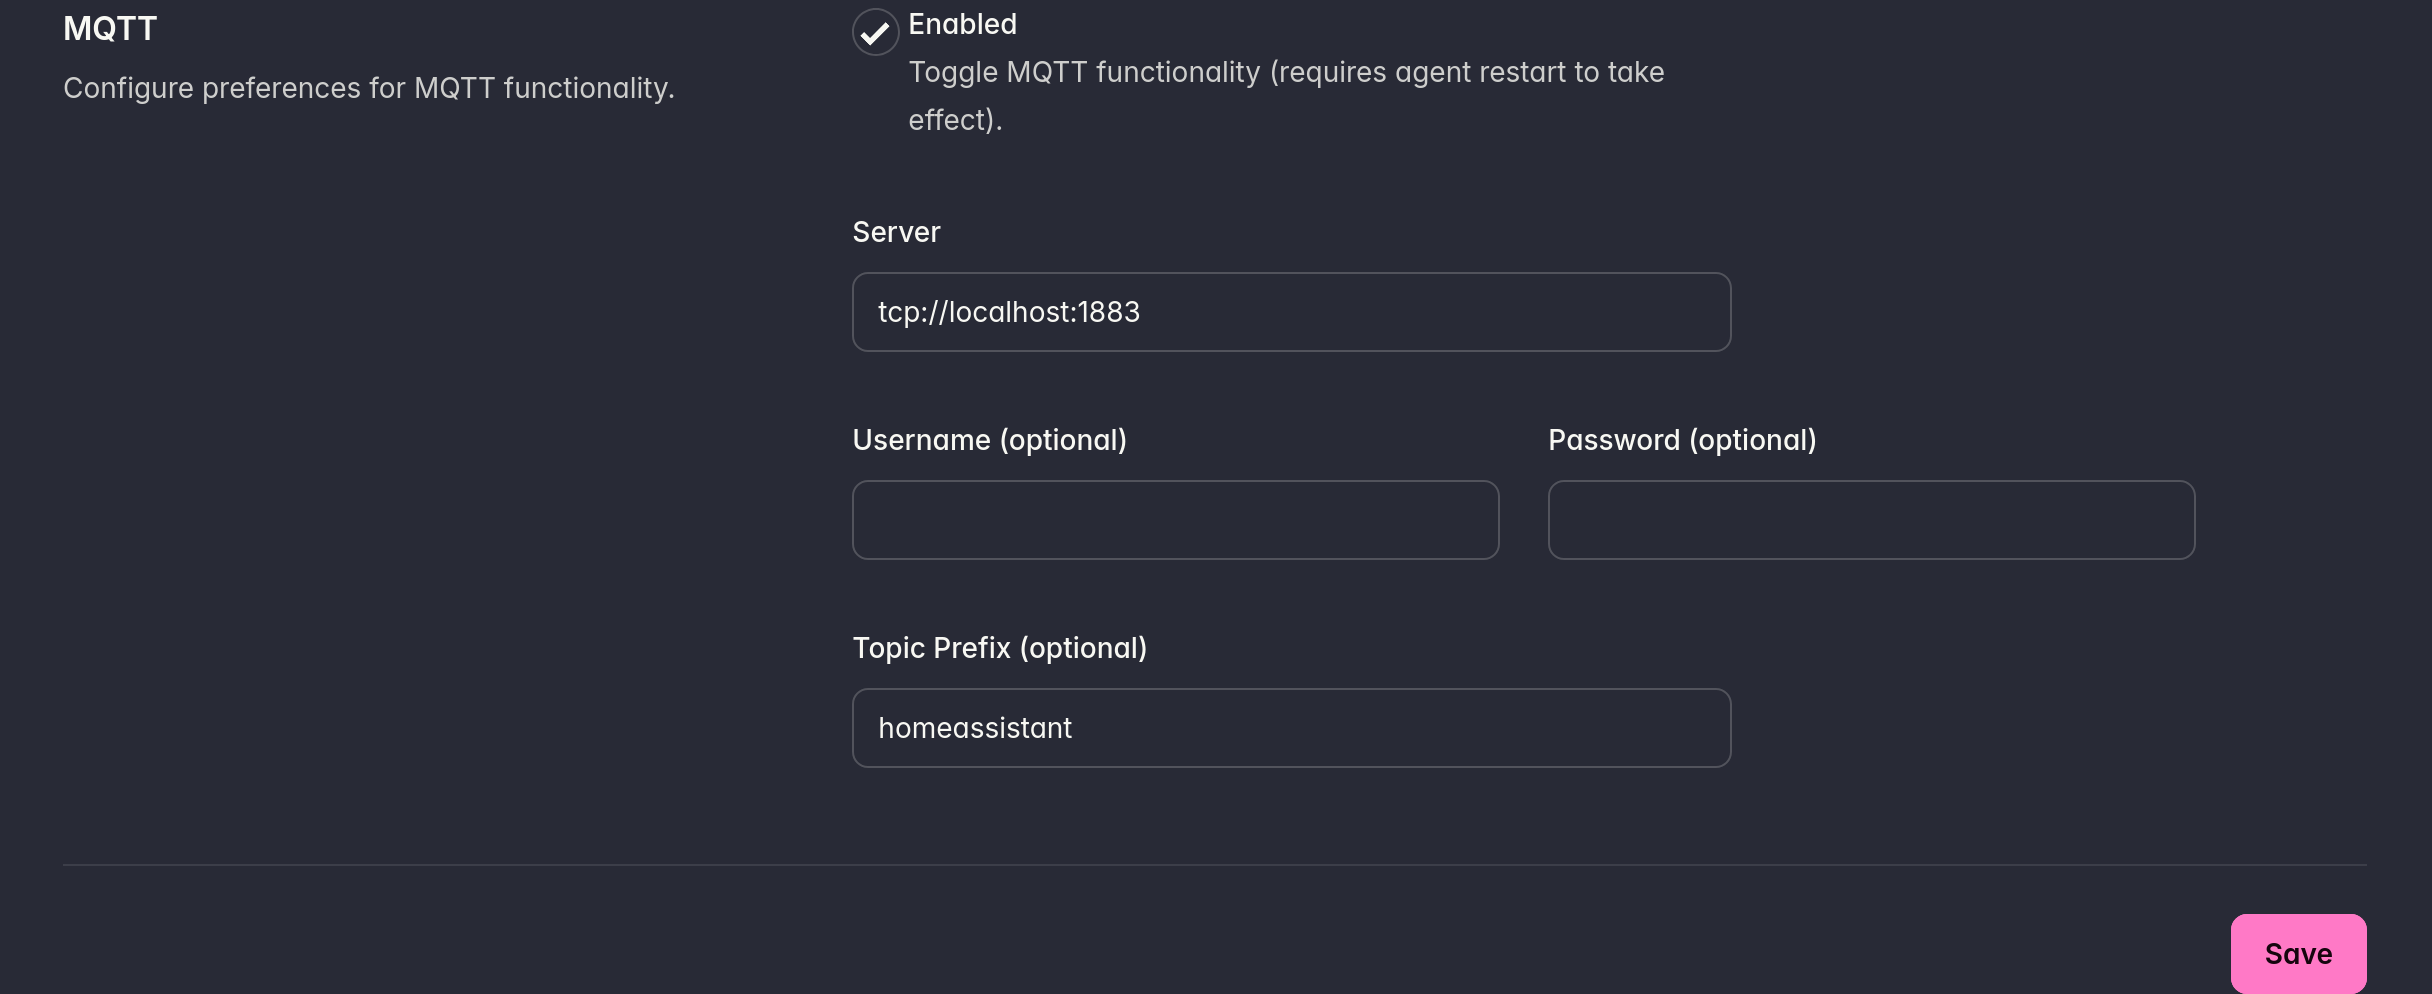 MQTT
Configure preferences for MQTT functionality.
Enabled
Toggle MQTT functionality (requires agent restart to take
effect).
Server
tcp://localhost:1883
Username (optional)
Password (optional)
Topic Prefix (optional)
homeassistant
Save